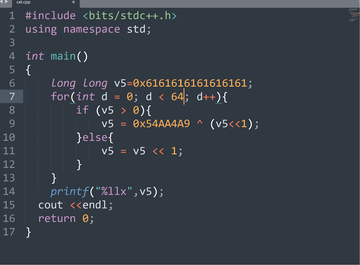 cat.cpp
1 #include <bits/stdc++.h>
2 using namespace std;
3
4 int main()
5 {
6 long long v5=0x6161616161616161;
7 for(int d = 0; d < 64; d++){
8 if (v5 > 0){
9 v5 = 0x54AA4A9 ^ (v5<<1);
10 }else{
11 v5 = v5 << 1;
12 }
13 }
14 printf("%llx",v5);
15 cout <<endl;
16 return 0;
17 }